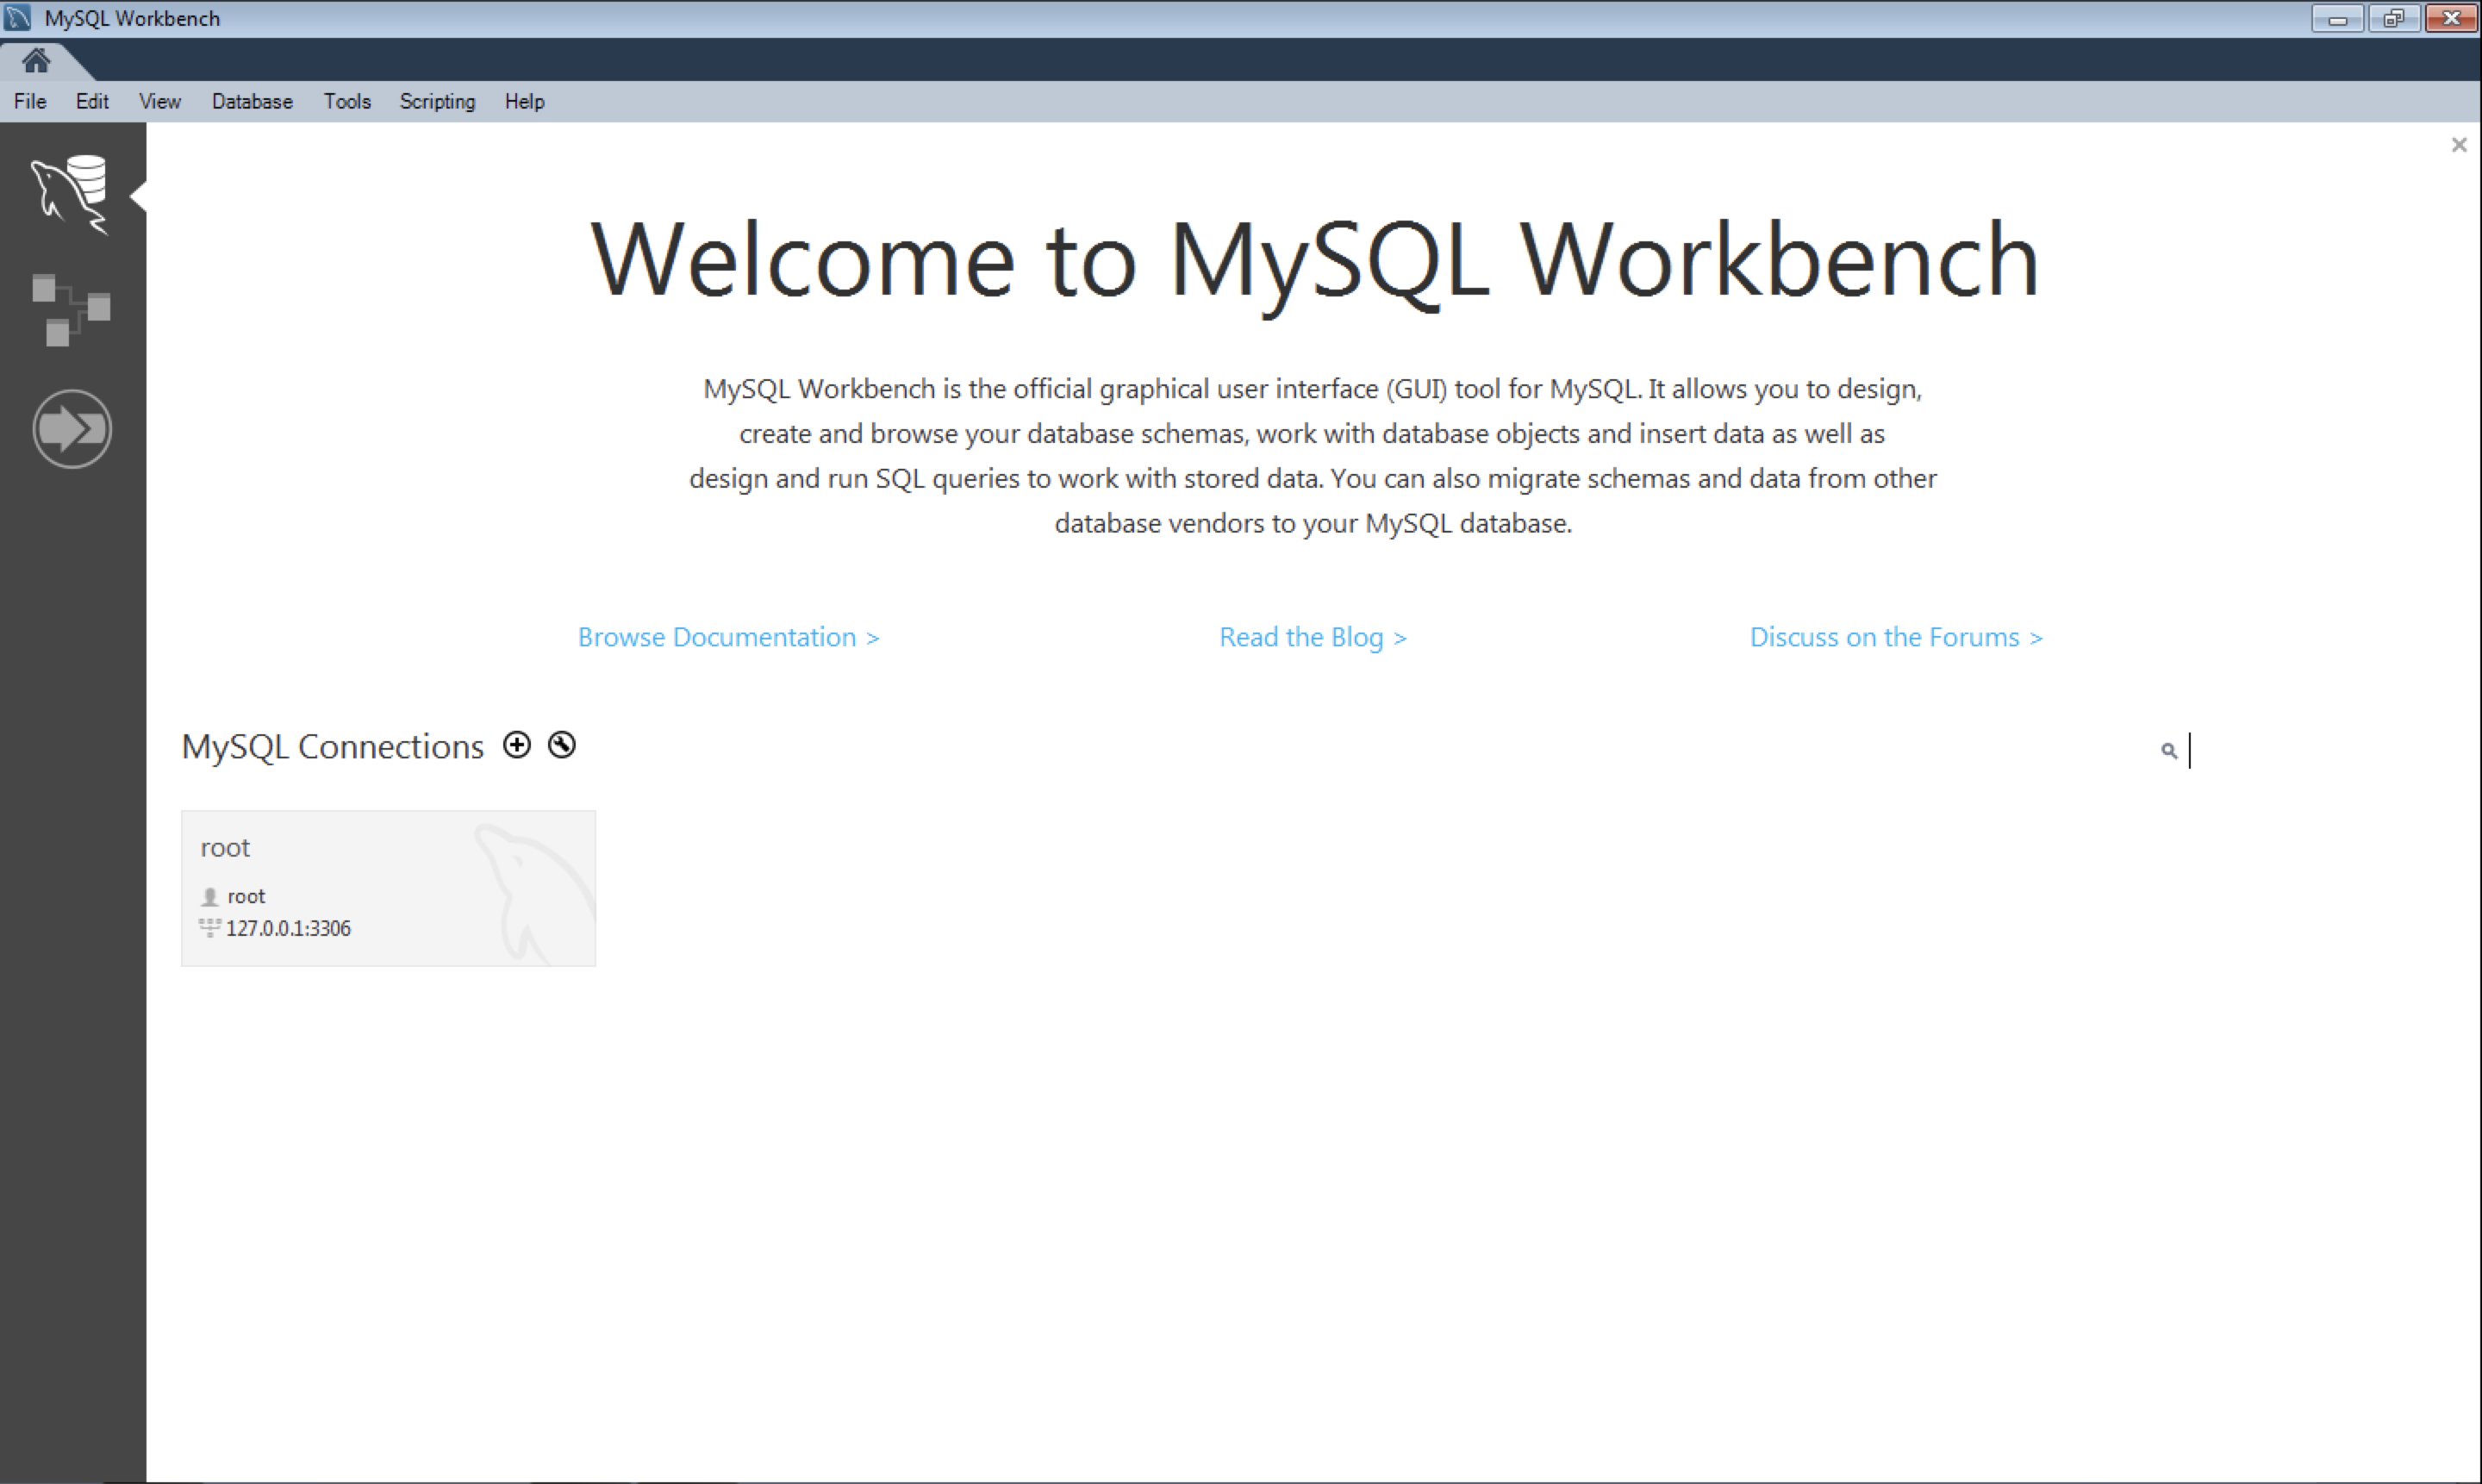 MySQL Workbench
File Edit View Database Tools Scripting Help
Welcome to MySQL Workbench
MySQL Workbench is the official graphical user interface (GUI) tool for MySQL. It allows you to design,
create and browse your database schemas, work with database objects and insert data as well as
design and run SQL queries to work with stored data. You can also migrate schemas and data from other
database vendors to your MySQL database.
Browse Documentation > Read the Blog > Discuss on the Forums >
MySQL Connections
root
root
127.0.0.1:3306